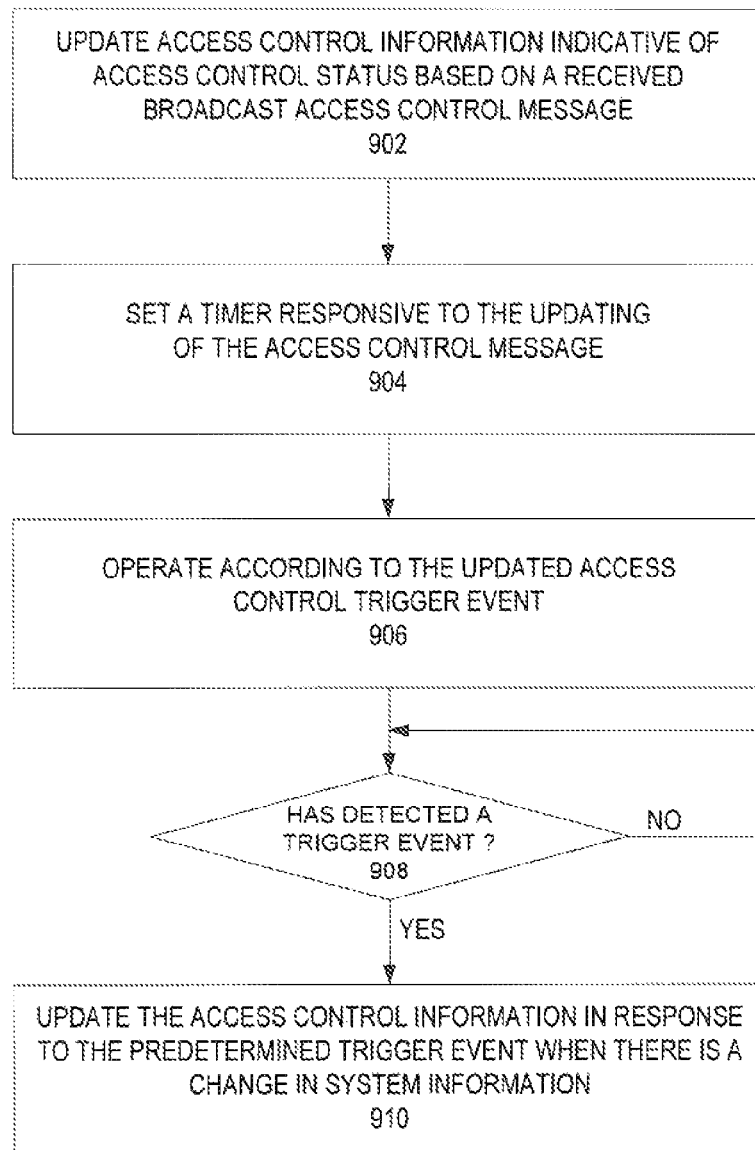 UPDATE ACCESS CONTROL INFORMATION INDICATIVE OF
ACCESS CONTROL STATUS BASED ON A RECEIVED
BROADCAST ACCESS CONTROL MESSAGE
902
SET A TIMER RESPONSIVE TO THE UPDATING
OF THE ACCESS CONTROL MESSAGE
904
OPERATE ACCORDING TO THE UPDATED ACCESS
CONTROL TRIGGER EVENT
906
HAS DETECTED A
TRIGGER EVENT ?
908
NO
YES
UPDATE THE ACCESS CONTROL INFORMATION IN RESPONSE
TO THE PREDETERMINED TRIGGER EVENT WHEN THERE IS A
CHANGE IN SYSTEM INFORMATION
910